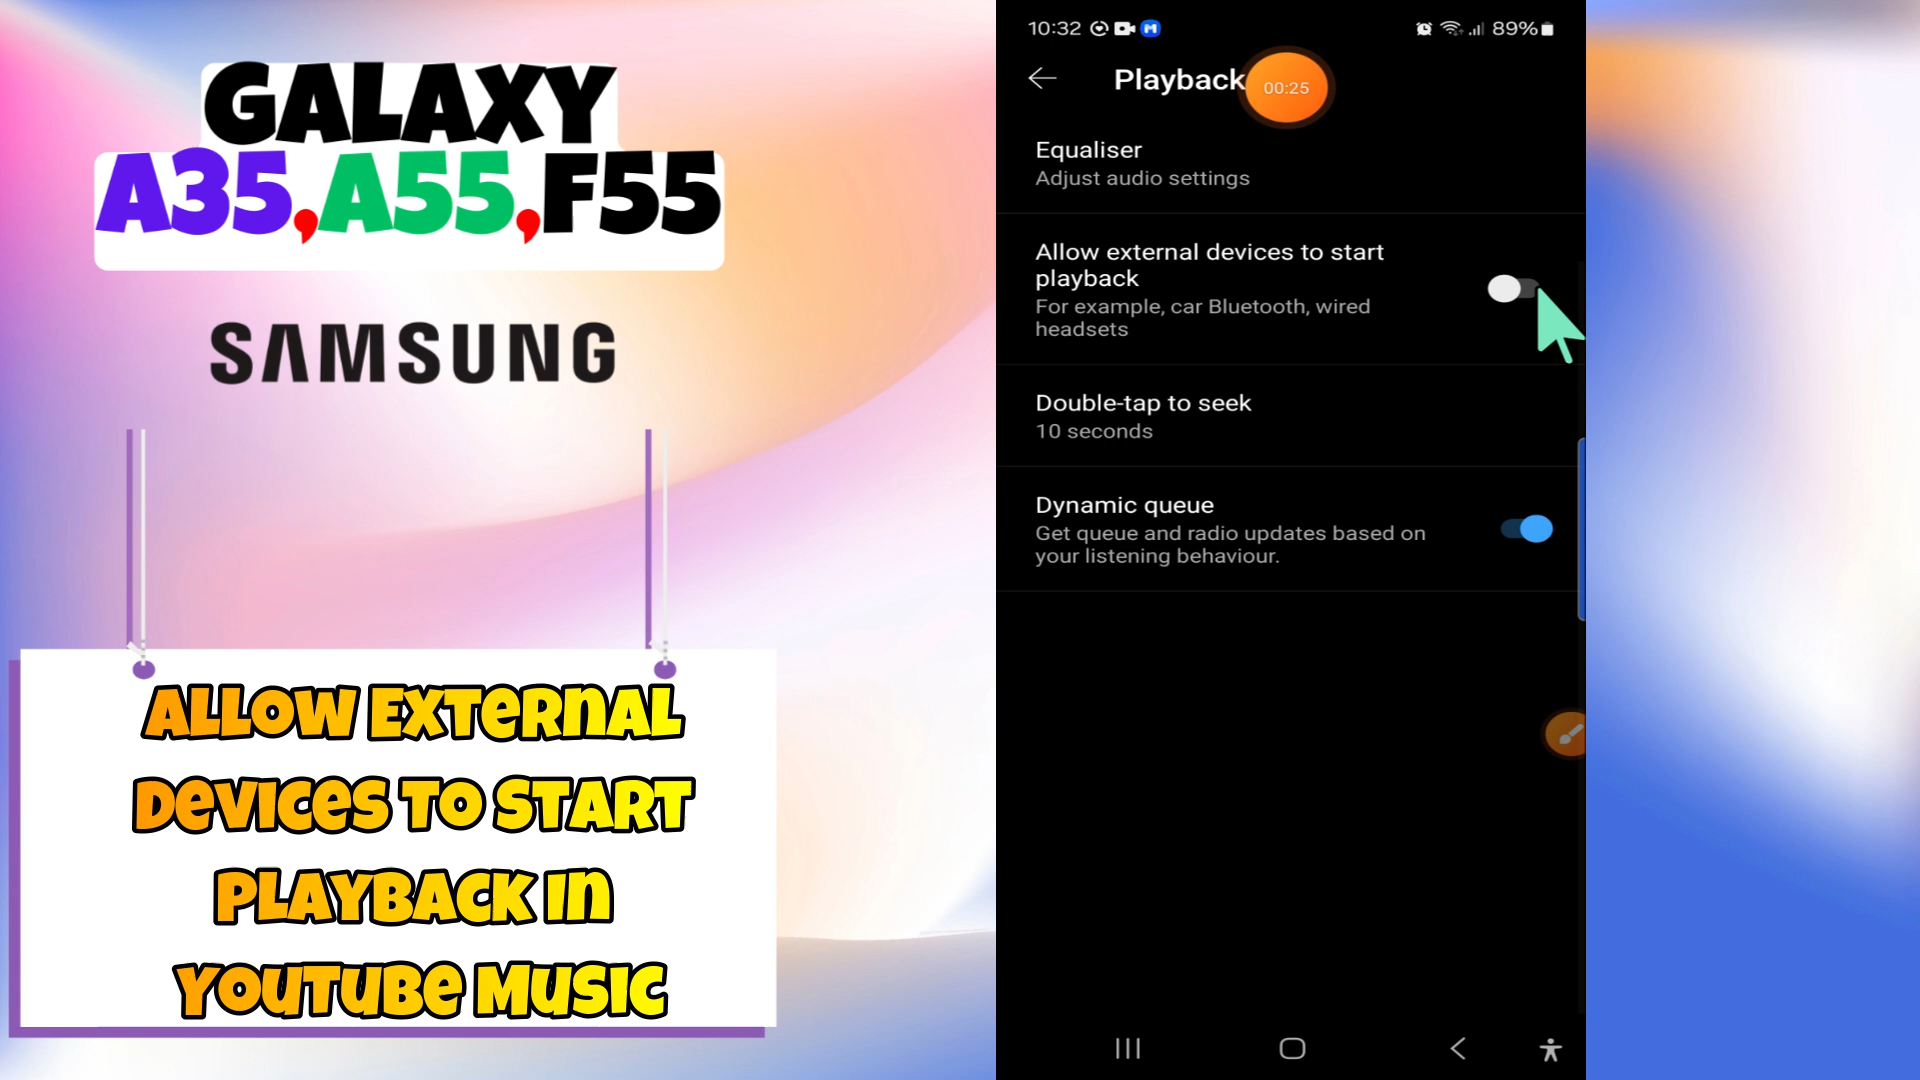 GALAXY
A35,A55,F55
SAMSUNG
ALLOW EXTERNAL
DEVICES TO START
PLAYBACK IN
YOUTUBE MUSIC
10:32
89%
Playback
00:25
Equaliser
Adjust audio settings
Allow external devices to start
playback
For example, car Bluetooth, wired
headsets
Double-tap to seek
10 seconds
Dynamic queue
Get queue and radio updates based on
your listening behaviour.